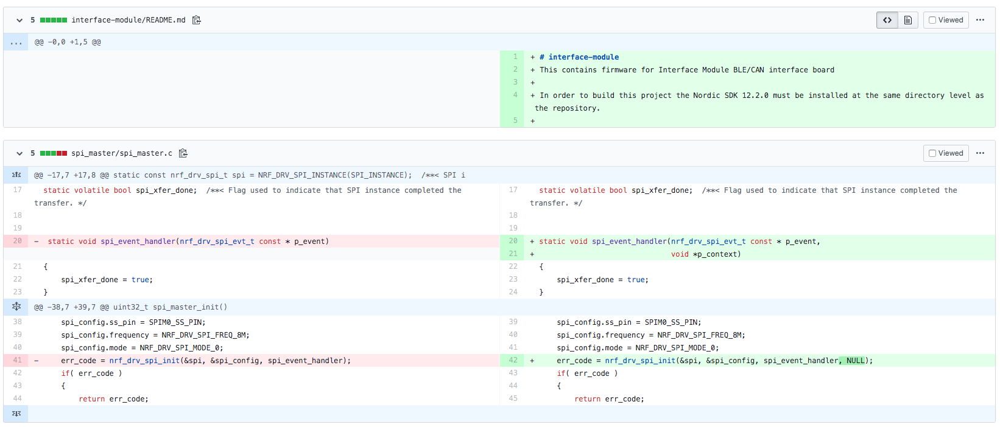 5 interface-module/README.md
<> Viewed ...
... @@ -0,0 +1,5 @@
1 + # interface-module
2 + This contains firmware for Interface Module BLE/CAN interface board
3 +
4 + In order to build this project the Nordic SDK 12.2.0 must be installed at the same directory level as
the repository.
5 +
5 spi_master/spi_master.c
Viewed ...
@@ -17,7 +17,8 @@ static const nrf_drv_spi_t spi = NRF_DRV_SPI_INSTANCE(SPI_INSTANCE);  /**< SPI i
17 static volatile bool spi_xfer_done;  /**< Flag used to indicate that SPI instance completed the
transfer. */
17 static volatile bool spi_xfer_done;  /**< Flag used to indicate that SPI instance completed the
transfer. */
18
18
19
19
20 - static void spi_event_handler(nrf_drv_spi_evt_t const * p_event)
20 + static void spi_event_handler(nrf_drv_spi_evt_t const * p_event,
21 + void *p_context)
21 {
22 {
22 spi_xfer_done = true;
23 spi_xfer_done = true;
23 }
24 }
@@ -38,7 +39,7 @@ uint32_t spi_master_init()
38 spi_config.ss_pin = SPIM0_SS_PIN;
39 spi_config.ss_pin = SPIM0_SS_PIN;
39 spi_config.frequency = NRF_DRV_SPI_FREQ_8M;
40 spi_config.frequency = NRF_DRV_SPI_FREQ_8M;
40 spi_config.mode = NRF_DRV_SPI_MODE_0;
41 spi_config.mode = NRF_DRV_SPI_MODE_0;
41 - err_code = nrf_drv_spi_init(&spi, &spi_config, spi_event_handler);
42 + err_code = nrf_drv_spi_init(&spi, &spi_config, spi_event_handler, NULL);
42 if( err_code )
43 if( err_code )
43 {
44 {
44 return err_code;
45 return err_code;